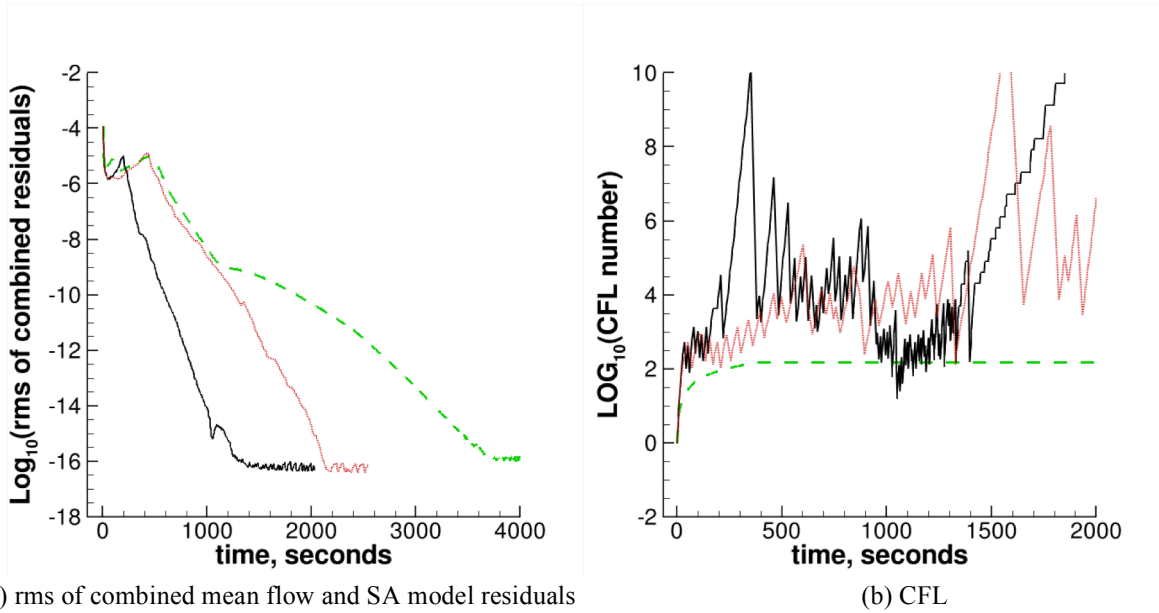 Log10(rms of combined residuals)
-2
-4
-6
-8
-10
-12
-14
-16
-18
0 1000 2000 3000 4000
time, seconds
) rms of combined mean flow and SA model residuals
LOG10(CFL number)
10
8
6
4
2
0
-2
0 500 1000 1500 2000
time, seconds
(b) CFL